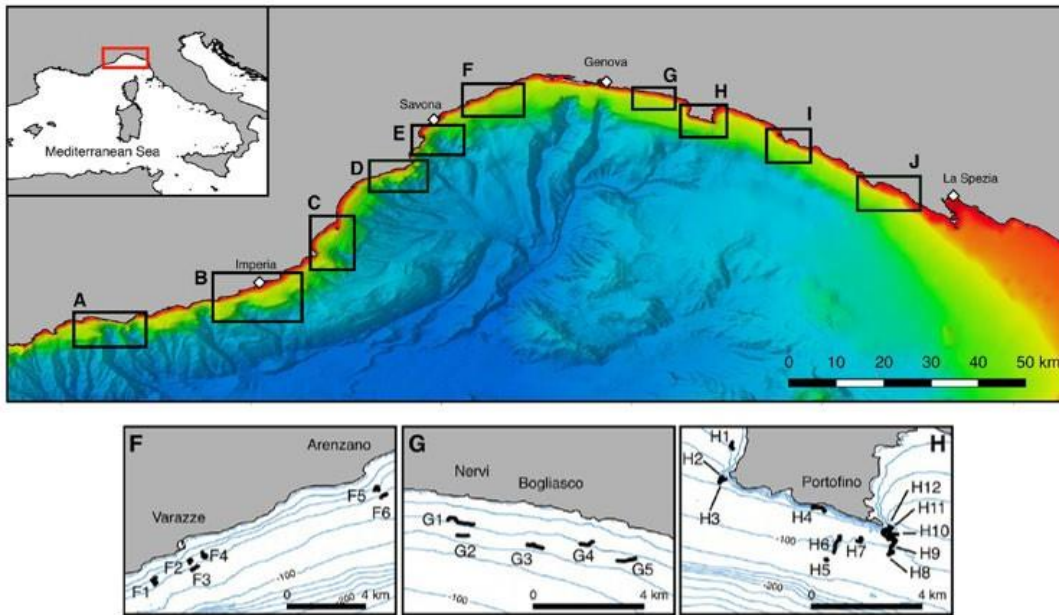 Mediterranean Sea
A
B
Imperia
C
D
E
Savona
F
Genova
G
H
I
J
La Spezia
0 10 20 30 40 50 km
F
Arenzano
Varazze
F5
F6
F4
F2
F3
F1
-100
-200
0 4 km
G
Nervi
Bogliasco
G1
G2
G3
G4
G5
-100
0 4 km
H
H1
H2
H3
Portofino
H4
H12
H11
H10
H9
H8
H6
H7
H5
-100
-200
0 4 km